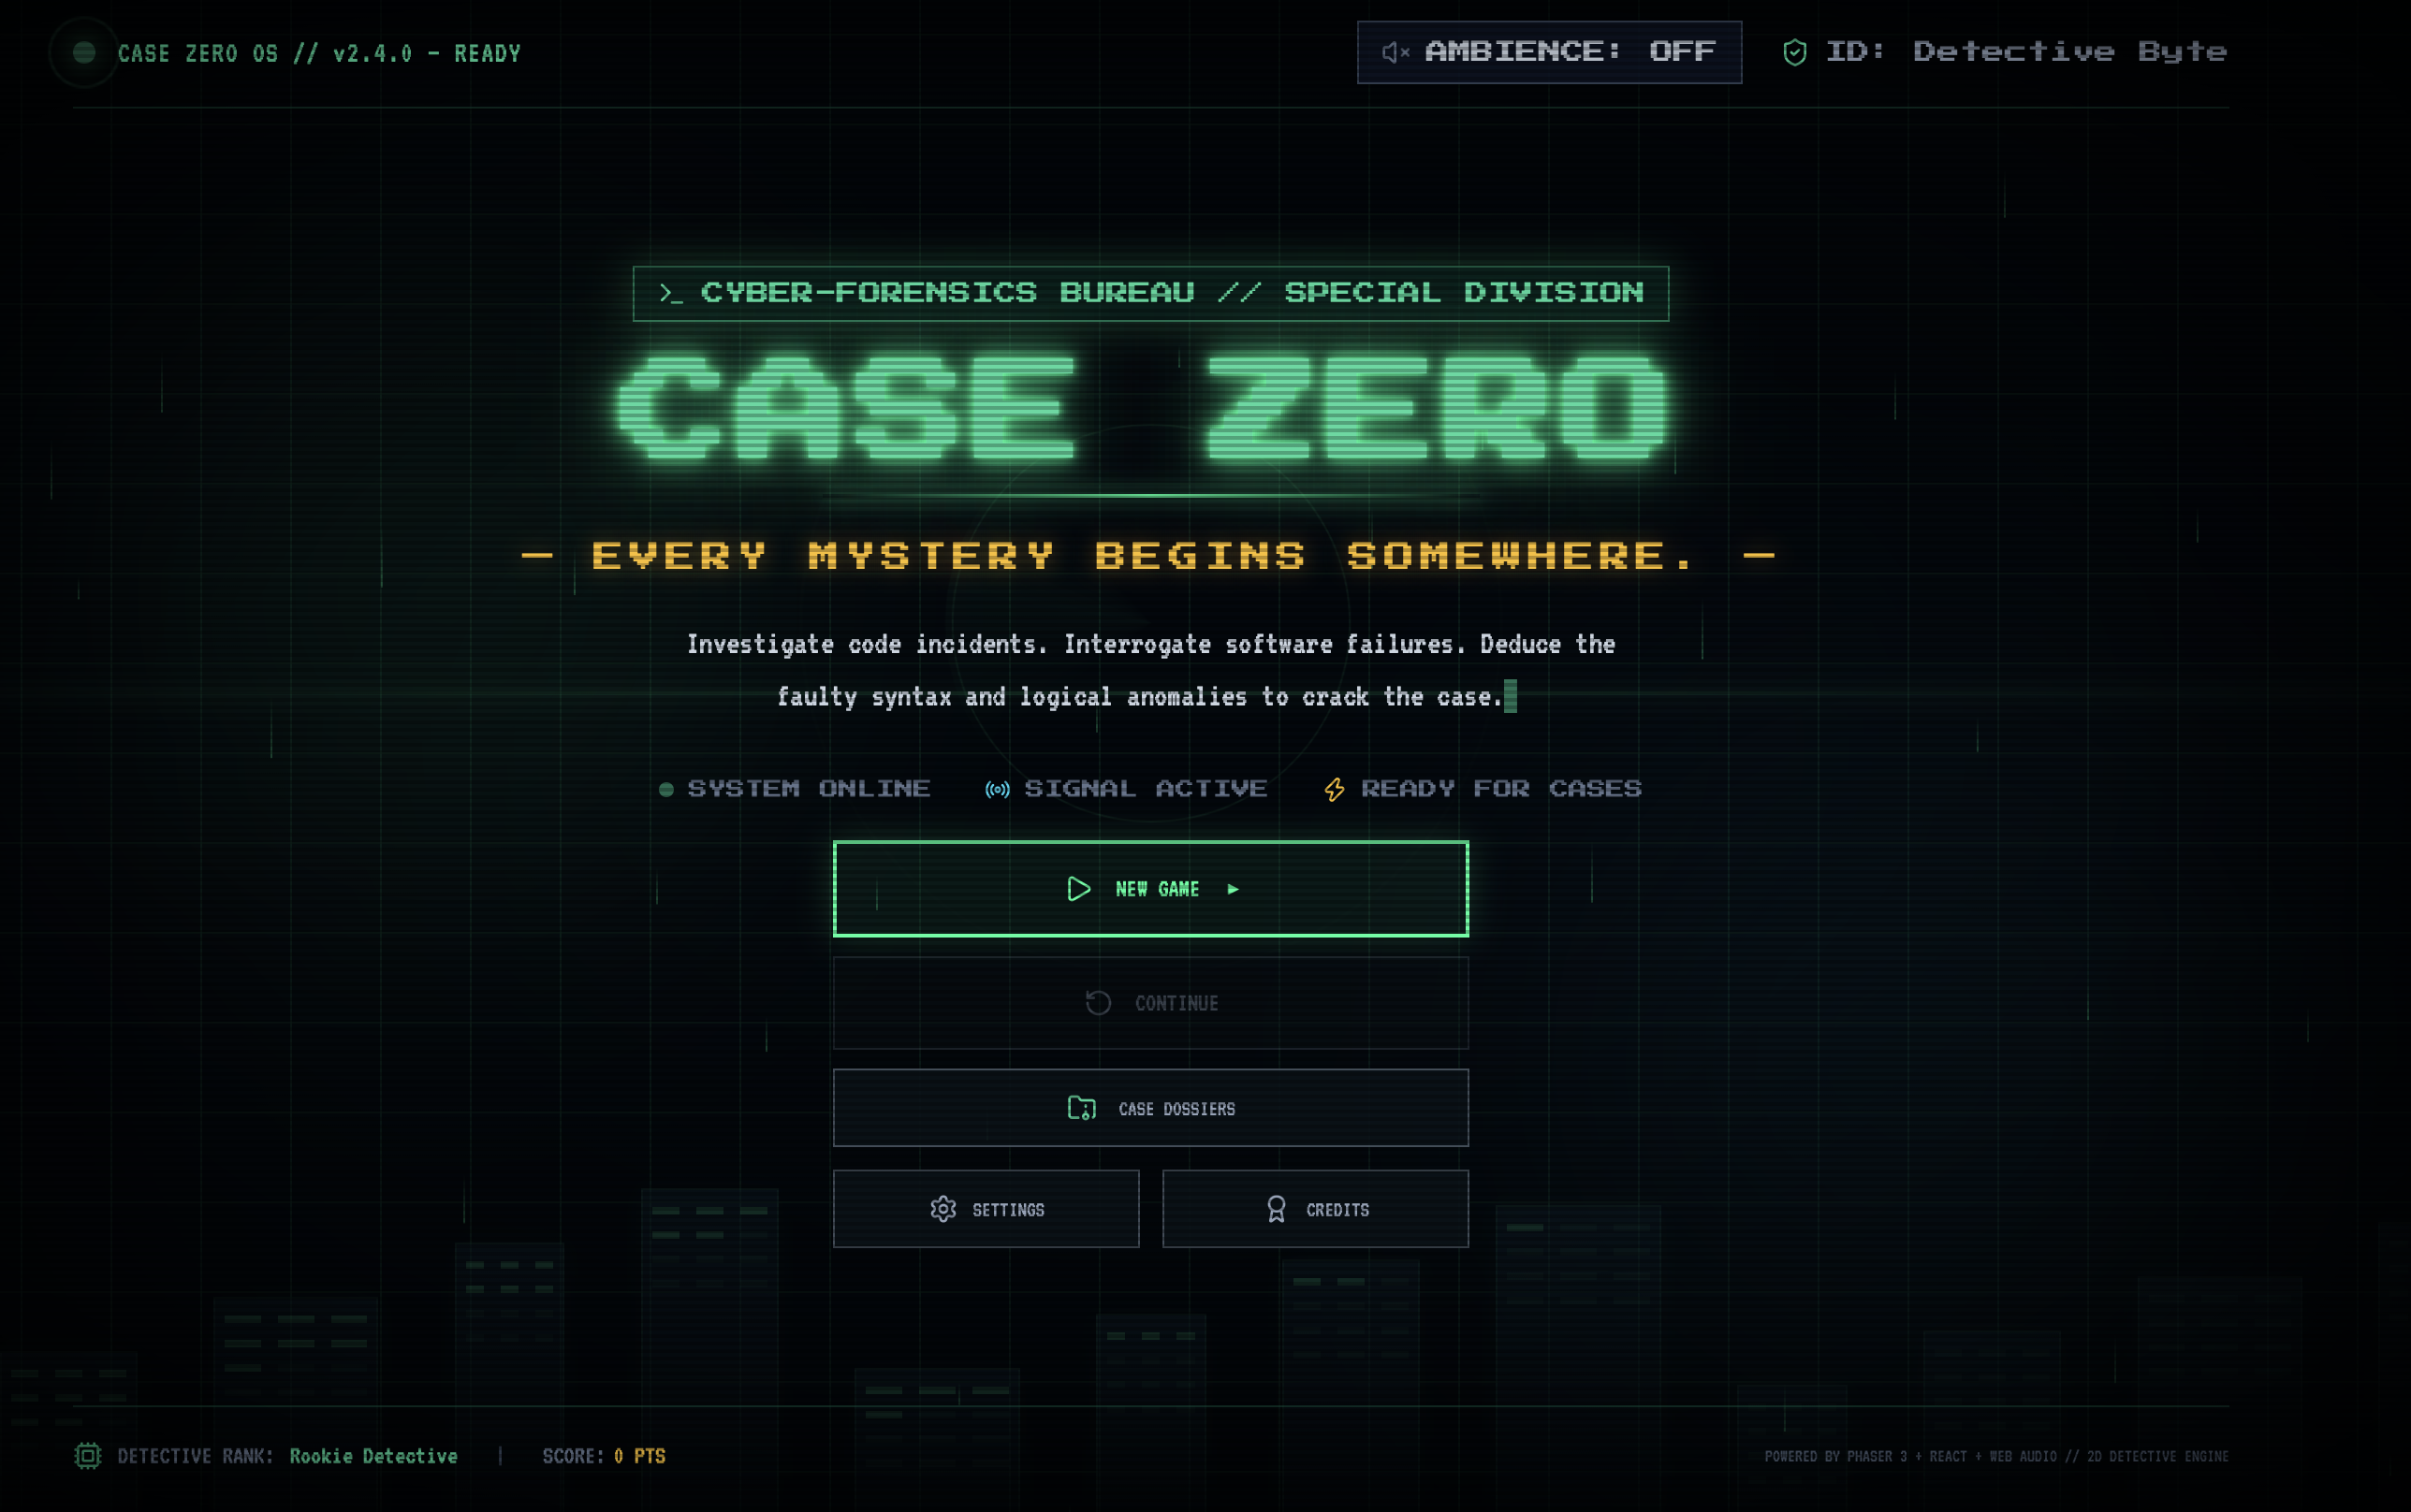 CASE ZERO OS // v2.4.0 — READY
AMBIENCE: OFF
ID: Detective Byte
CYBER-FORENSICS BUREAU // SPECIAL DIVISION
CASE ZERO
— EVERY MYSTERY BEGINS SOMEWHERE. —
Investigate code incidents. Interrogate software failures. Deduce the
faulty syntax and logical anomalies to crack the case.
SYSTEM ONLINE
SIGNAL ACTIVE
READY FOR CASES
NEW GAME ►
CONTINUE
CASE DOSSIERS
SETTINGS
CREDITS
DETECTIVE RANK: Rookie Detective | SCORE: 0 PTS
POWERED BY PHASER 3 + REACT + WEB AUDIO // 2D DETECTIVE ENGINE